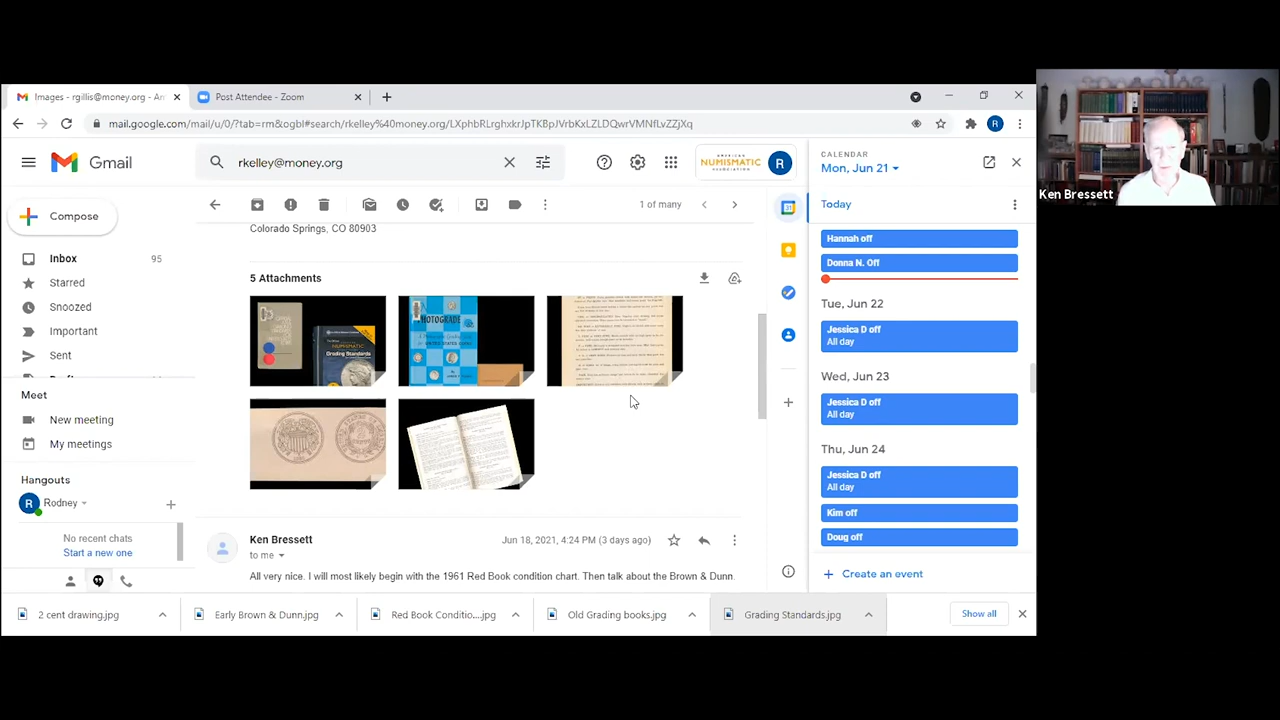 Images - rgillis@money.org - An
Post Attendee - Zoom
mail.google.com/mail/u/0/?tab=rm&ogbl#search/rkelley%40money.org/
Gmail
rkelley@money.org
AMERICAN
NUMISMATIC
ASSOCIATION
R
CALENDAR
Mon, Jun 21
Ken Bressett
Compose
1 of many
Today
Colorado Springs, CO 80903
Hannah off
Inbox 95
Donna N. Off
5 Attachments
Starred
Snoozed
Tue, Jun 22
Important
Jessica D off
All day
Sent
Grading Standards
PHOTOGRADE
Wed, Jun 23
Meet
Jessica D off
All day
New meeting
My meetings
Thu, Jun 24
Jessica D off
All day
Hangouts
Rodney
Kim off
No recent chats
Start a new one
Doug off
Ken Bressett
Jun 18, 2021, 4:24 PM (3 days ago)
to me
All very nice. I will most likely begin with the 1961 Red Book condition chart. Then talk about the Brown & Dunn.
Create an event
2 cent drawing.jpg
Early Brown & Dunn.jpg
Red Book Conditio....jpg
Old Grading books.jpg
Grading Standards.jpg
Show all